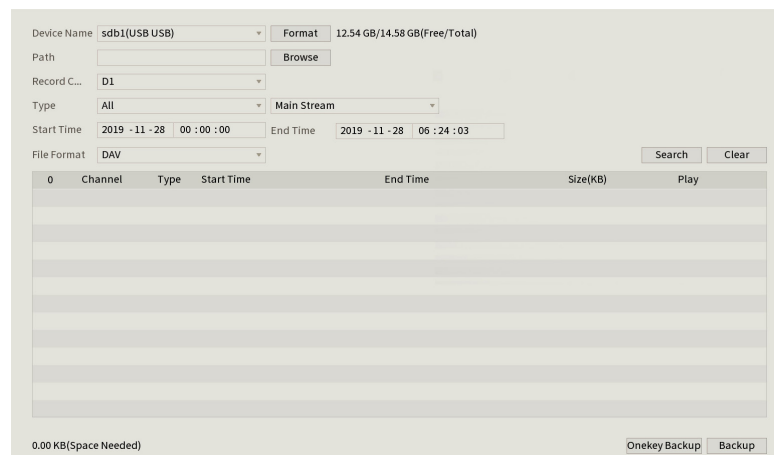 Device Name sdb1(USB USB) Format 12.54 GB/14.58 GB(Free/Total)
Path Browse
Record C... D1
Type All Main Stream
Start Time 2019 - 11 - 28 00 : 00 : 00 End Time 2019 - 11 - 28 06 : 24 : 03
File Format DAV Search Clear
0 Channel Type Start Time End Time Size(KB) Play
0.00 KB(Space Needed) Onekey Backup Backup